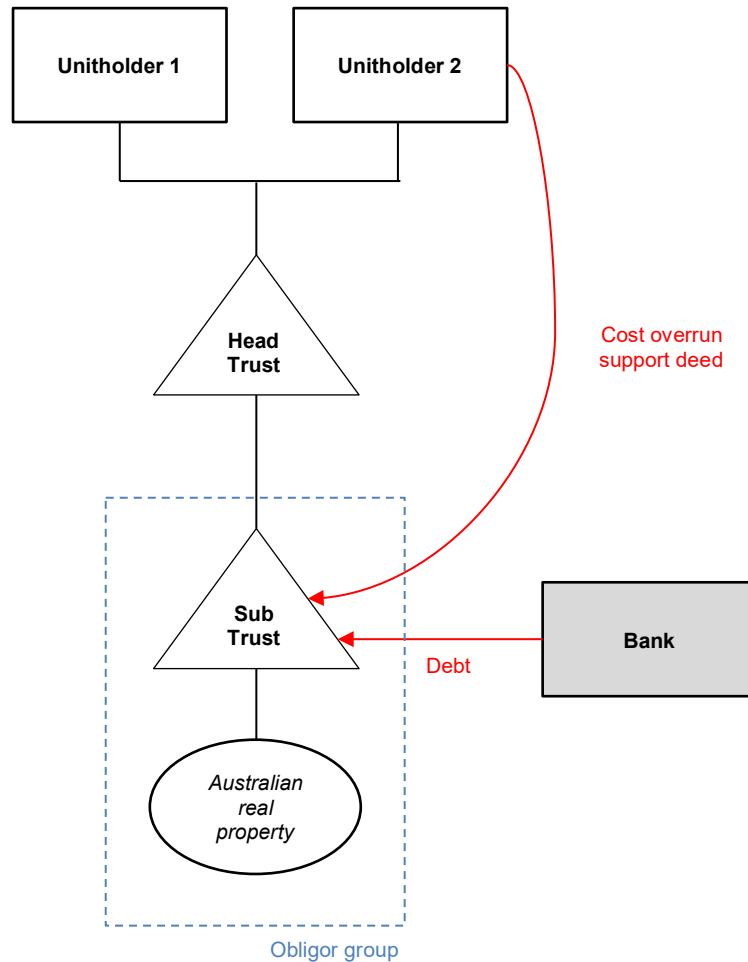 Unitholder 1
Unitholder 2
Head
Trust
Cost overrun
support deed
Sub
Trust
Debt
Bank
Australian
real
property
Obligor group